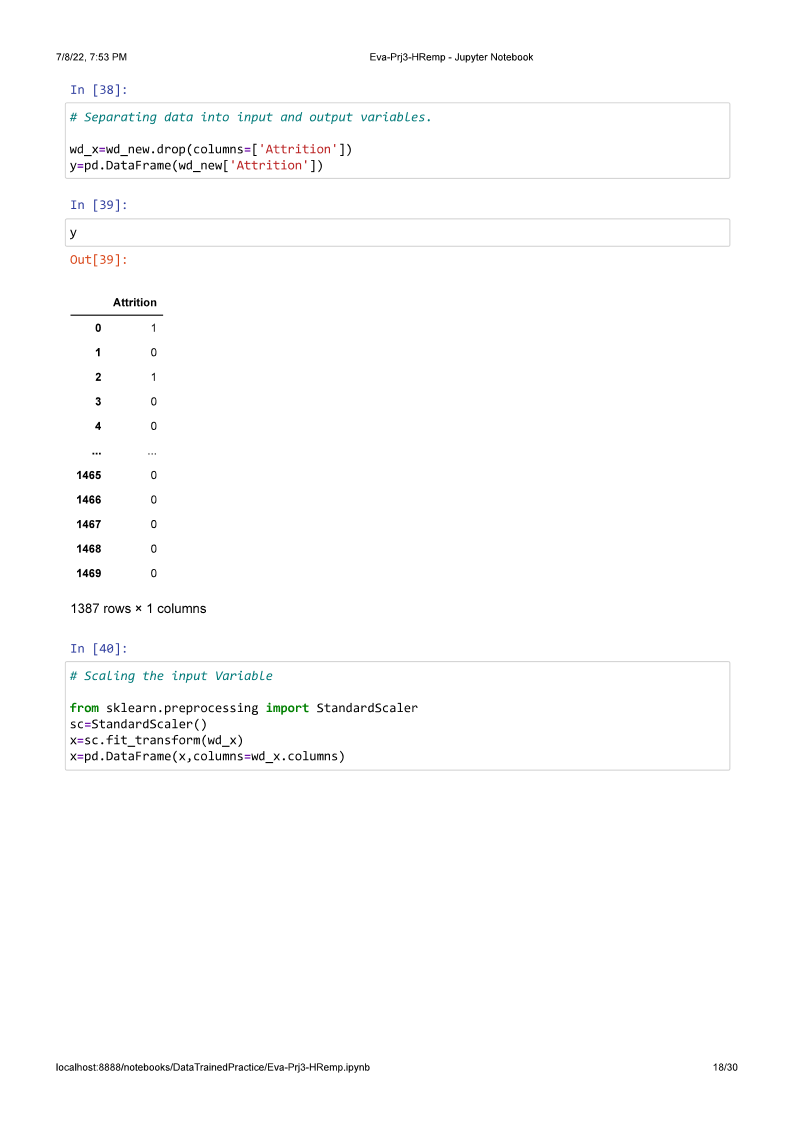 7/8/22, 7:53 PM Eva-Prj3-HRemp - Jupyter Notebook
In [38]:
# Separating data into input and output variables.
wd_x=wd_new.drop(columns=['Attrition'])
y=pd.DataFrame(wd_new['Attrition'])
In [39]:
y
Out[39]:
Attrition
0 1
1 0
2 1
3 0
4 0
... ...
1465 0
1466 0
1467 0
1468 0
1469 0
1387 rows × 1 columns
In [40]:
# Scaling the input Variable
from sklearn.preprocessing import StandardScaler
sc=StandardScaler()
x=sc.fit_transform(wd_x)
x=pd.DataFrame(x,columns=wd_x.columns)
localhost:8888/notebooks/DataTrainedPractice/Eva-Prj3-HRemp.ipynb 18/30